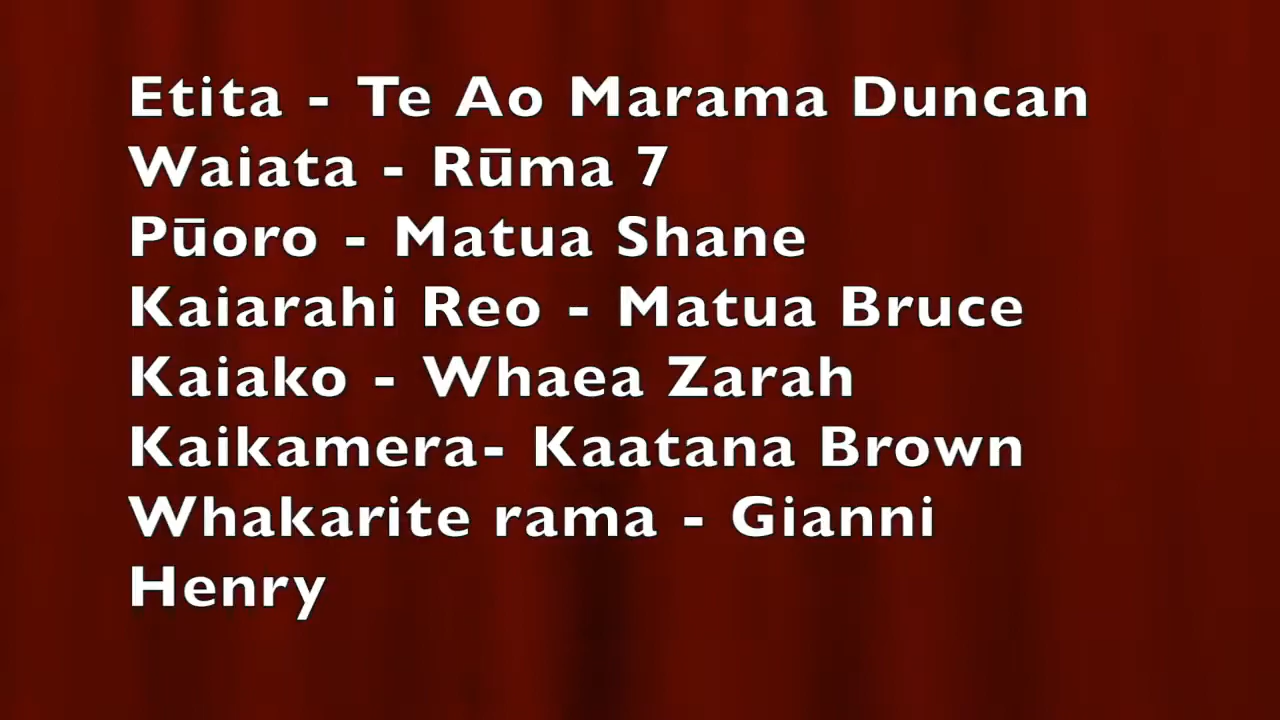 Etita - Te Ao Marama Duncan
Waiata - Rūma 7
Pūoro - Matua Shane
Kaiarahi Reo - Matua Bruce
Kaiako - Whaea Zarah
Kaikamera- Kaatana Brown
Whakarite rama - Gianni
Henry